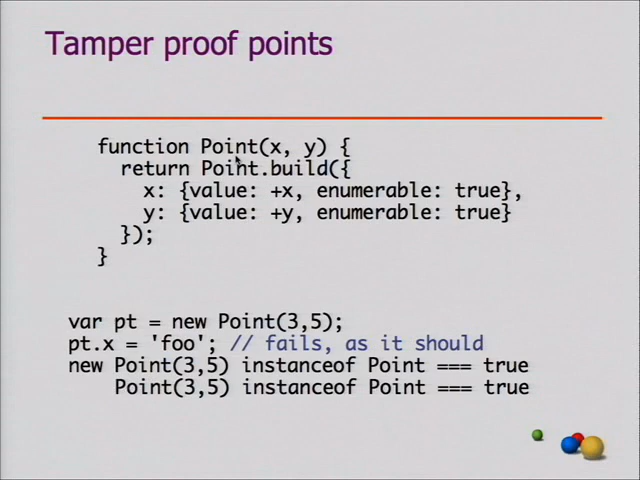 Tamper proof points
function Point(x, y) {
return Point.build({
x: {value: +x, enumerable: true},
y: {value: +y, enumerable: true}
});
}
var pt = new Point(3,5);
pt.x = 'foo'; // fails, as it should
new Point(3,5) instanceof Point === true
Point(3,5) instanceof Point === true